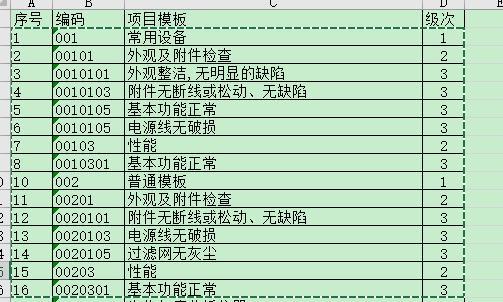 A B C D E
序号 编码 项目模板 级次
1 001 常用设备 1
2 00101 外观及附件检查 2
3 0010101 外观整洁,无明显的缺陷 3
4 0010103 附件无断线或松动、无缺陷 3
5 0010105 基本功能正常 3
6 0010105 电源线无破损 3
7 00103 性能 2
8 0010301 基本功能正常 3
10 002 普通模板 1
11 00201 外观及附件检查 2
12 0020101 附件无断线或松动、无缺陷 3
13 0020103 电源线无破损 3
14 0020105 过滤网无灰尘 3
15 00203 性能 2
16 0020301 基本功能正常 3